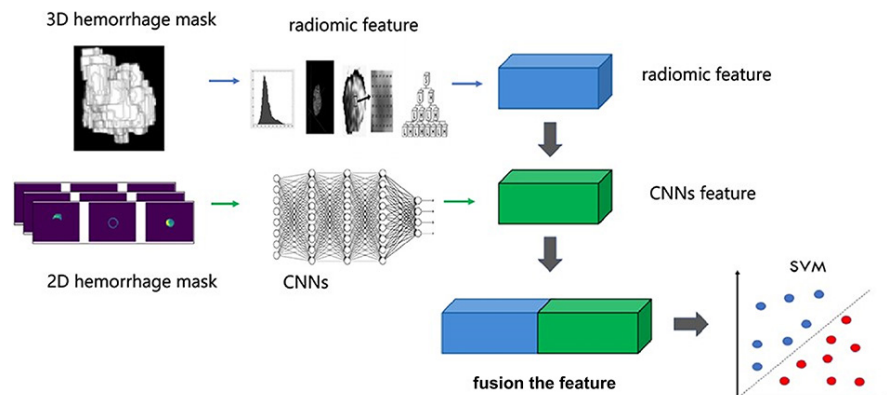 3D hemorrhage mask
radiomic feature
radiomic feature
CNNs feature
2D hemorrhage mask
CNNs
SVM
fusion the feature